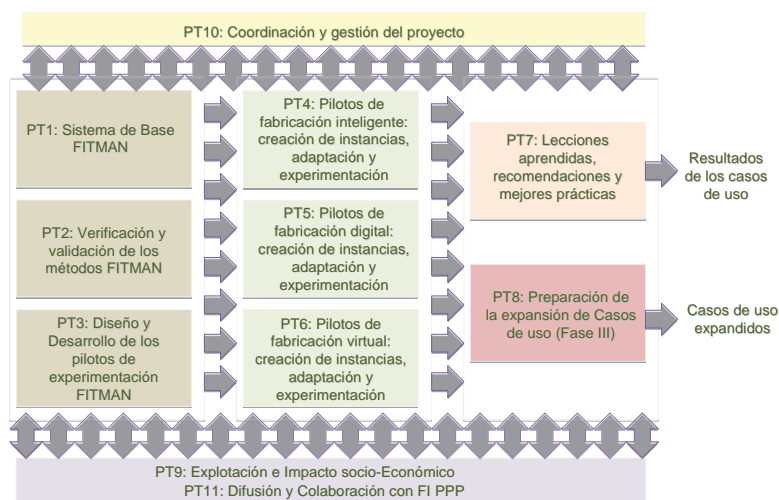 PT10: Coordinación y gestión del proyecto
PT1: Sistema de Base
FITMAN
PT2: Verificación y
validación de los
métodos FITMAN
PT3: Diseño y
Desarrollo de los
pilotos de
experimentación
FITMAN
PT4: Pilotos de
fabricación inteligente:
creación de instancias,
adaptación y
experimentación
PT5: Pilotos de
fabricación digital:
creación de instancias,
adaptación y
experimentación
PT6: Pilotos de
fabricación virtual:
creación de instancias,
adaptación y
experimentación
PT7: Lecciones
aprendidas,
recomendaciones y
mejores prácticas
PT8: Preparación de
la expansión de Casos
de uso (Fase III)
Resultados
de los casos
de uso
Casos de uso
expandidos
PT9: Explotación e Impacto socio-Económico
PT11: Difusión y Colaboración con FI PPP